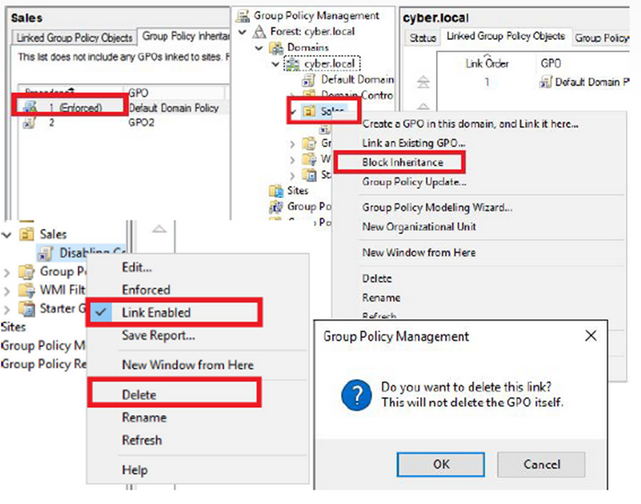 Sales
Linked Group Policy Objects
Group Policy Inherita
This list does not include any GPOs linked to sites. F
GPO
1 (Enforced)
Default Domain Policy
2
GPO2
Group Policy Management
Forest: cyber.local
Domains
cyber.local
Default Domain
Domain Contro
Sales
Gr
W
St
Sites
Group Po
cyber.local
Status
Linked Group Policy Objects
Group Policy
Link Order
GPO
1
Default Domain P
Create a GPO in this domain, and Link it here...
Link an Existing GPO...
Block Inheritance
Group Policy Update...
Group Policy Modeling Wizard...
New Organizational Unit
New Window from Here
Delete
Rename
Refresh
Sales
Disabling Co
Group Po
WMI Filt
Starter G
Sites
Group Policy M
Group Policy Re
Edit...
Enforced
Link Enabled
Save Report...
New Window from Here
Delete
Rename
Refresh
Help
Group Policy Management
Do you want to delete this link?
This will not delete the GPO itself.
OK
Cancel